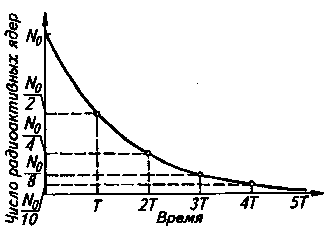 Число радиоактивных ядер
N₀
N₀/2
N₀/4
N₀/8
N₀/10
T 2T 3T 4T 5T
Время